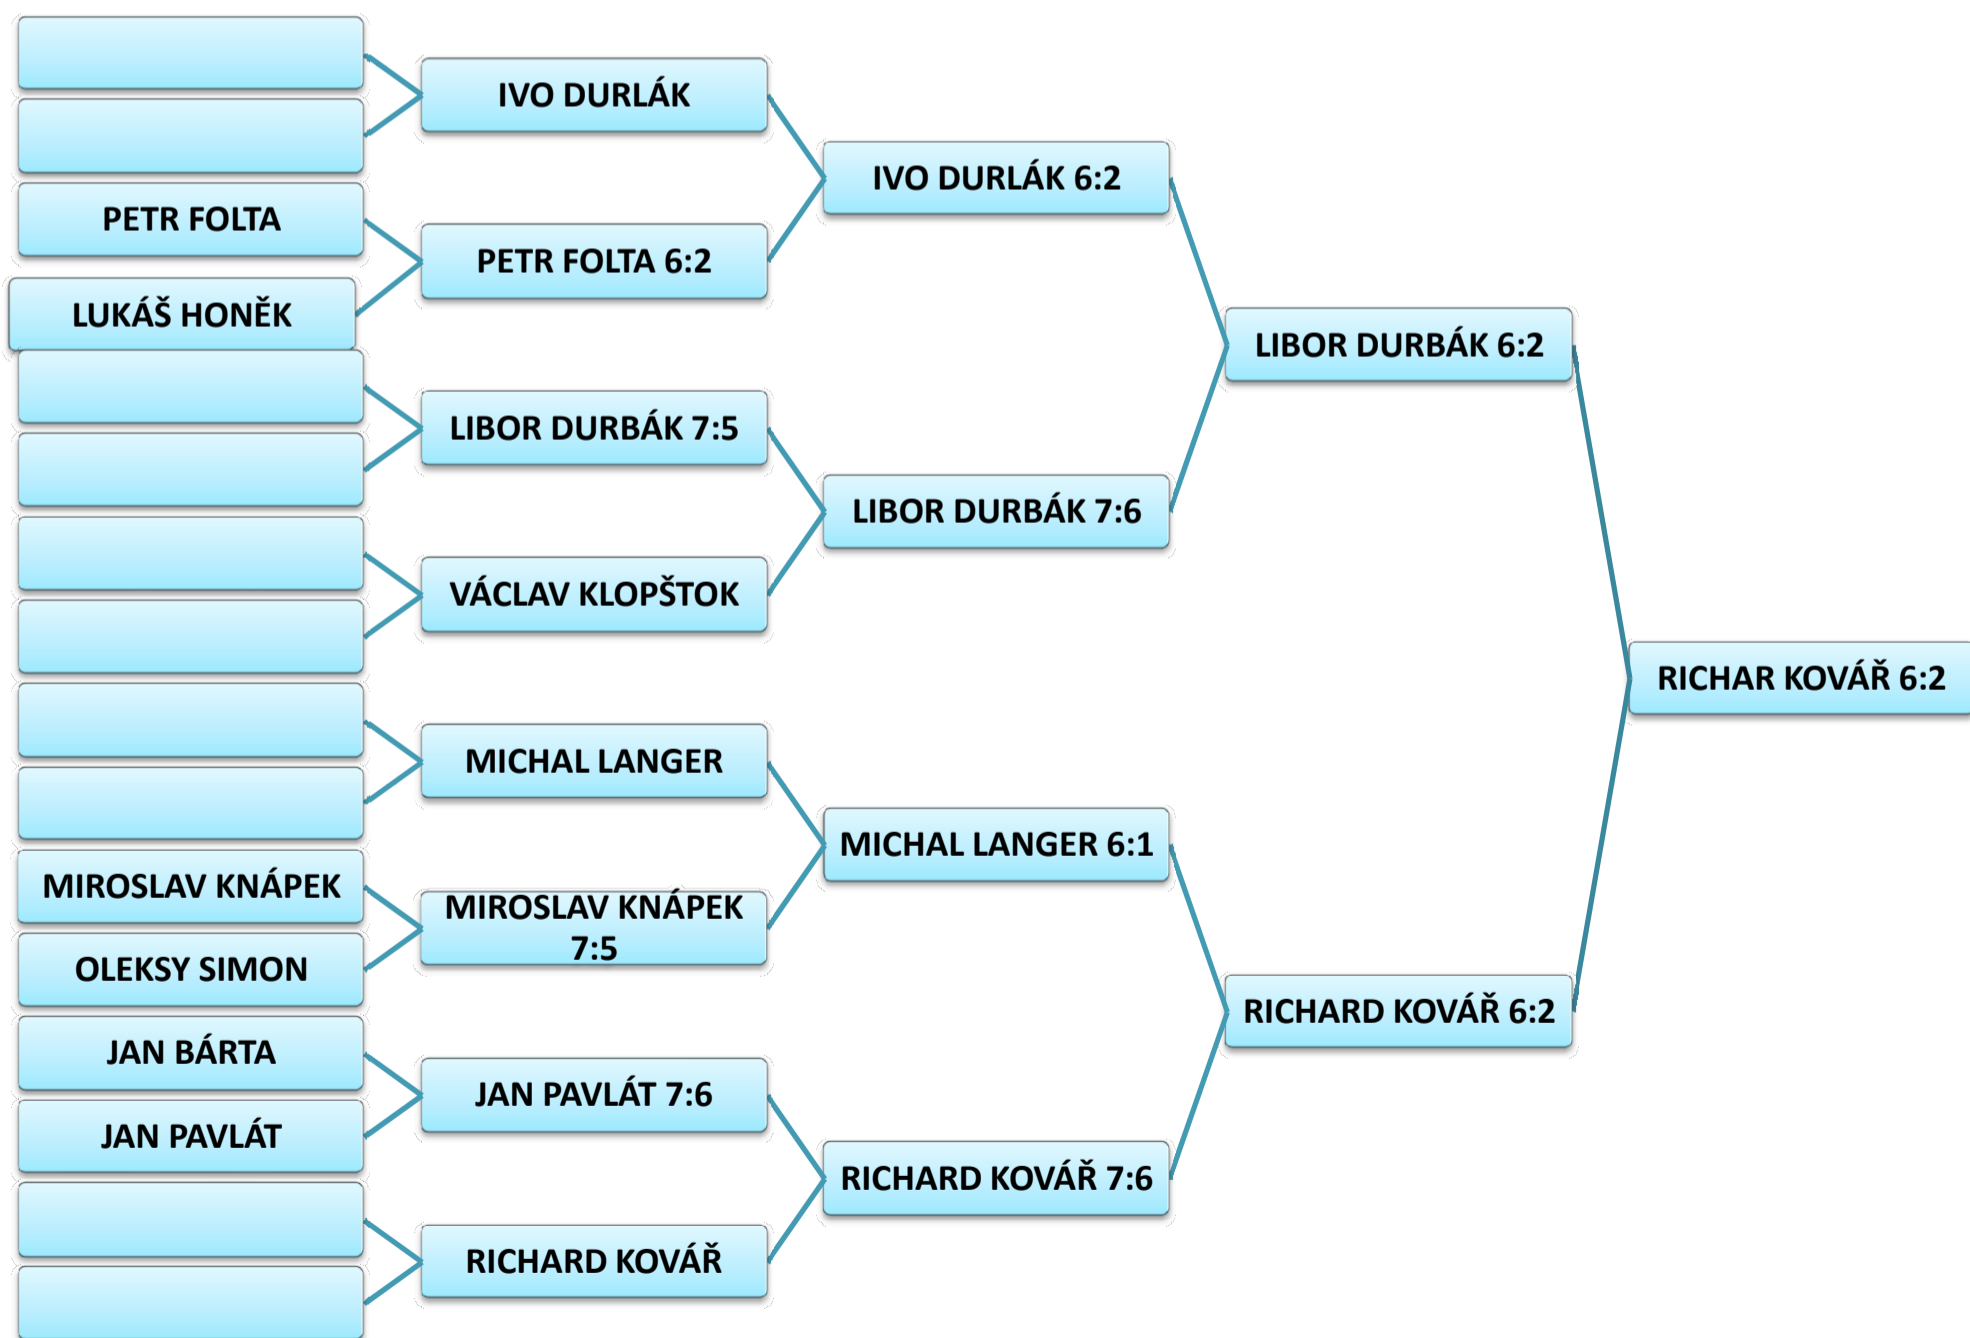 PETR FOLTA
LUKÁŠ HONĚK
MIROSLAV KNÁPEK
OLEKSY SIMON
JAN BÁRTA
JAN PAVLÁT
IVO DURLÁK
PETR FOLTA 6:2
LIBOR DURBÁK 7:5
VÁCLAV KLOPŠTOK
MICHAL LANGER
MIROSLAV KNÁPEK
7:5
JAN PAVLÁT 7:6
RICHARD KOVÁŘ
IVO DURLÁK 6:2
LIBOR DURBÁK 7:6
MICHAL LANGER 6:1
RICHARD KOVÁŘ 7:6
LIBOR DURBÁK 6:2
RICHARD KOVÁŘ 6:2
RICHAR KOVÁŘ 6:2